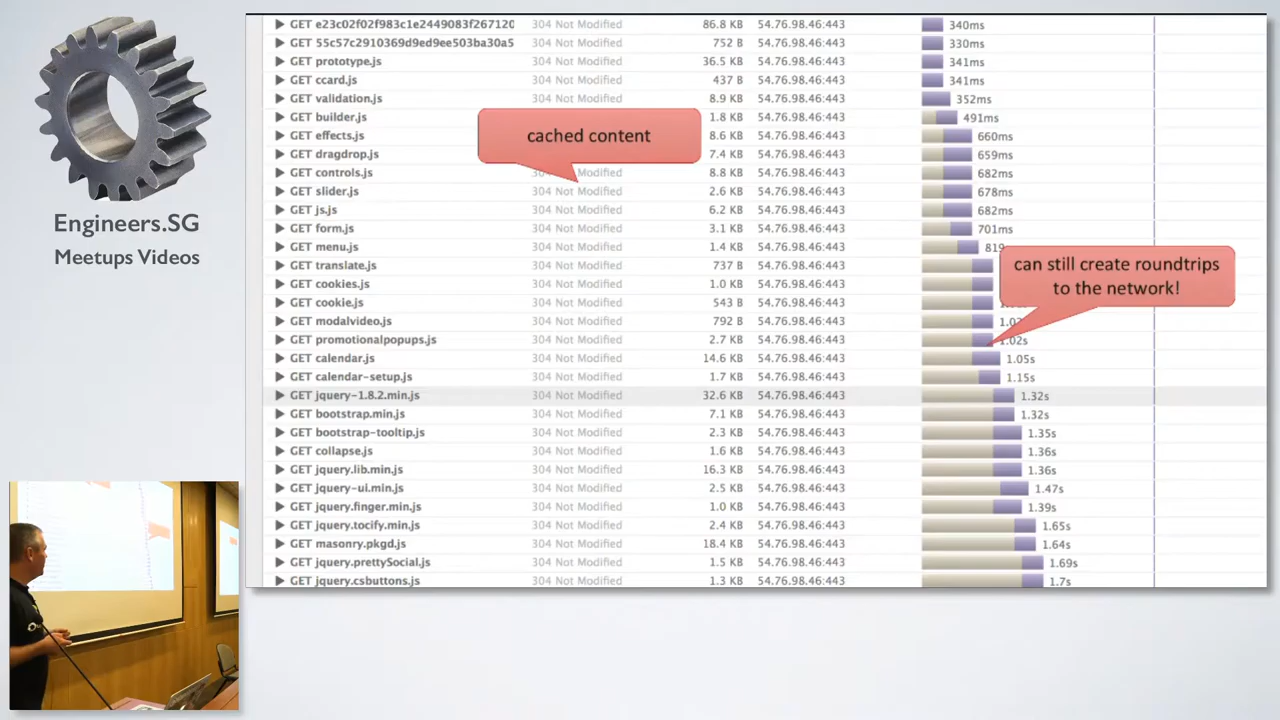 Engineers.SG
Meetups Videos
GET e23c02f02f983c1e2449083f267120 304 Not Modified 86.8 KB 54.76.98.46:443 340ms
GET 55c57c2910369d9ed9ee503ba30a5 304 Not Modified 752 B 54.76.98.46:443 330ms
GET prototype.js 304 Not Modified 36.5 KB 54.76.98.46:443 341ms
GET ccard.js 304 Not Modified 437 B 54.76.98.46:443 341ms
GET validation.js 304 Not Modified 8.9 KB 54.76.98.46:443 352ms
GET builder.js 1.8 KB 54.76.98.46:443 491ms
cached content
GET effects.js 8.6 KB 54.76.98.46:443 660ms
GET dragdrop.js 7.4 KB 54.76.98.46:443 659ms
GET controls.js 304 Not Modified 8.8 KB 54.76.98.46:443 682ms
GET slider.js 304 Not Modified 2.6 KB 54.76.98.46:443 678ms
GET js.js 304 Not Modified 6.2 KB 54.76.98.46:443 682ms
GET form.js 304 Not Modified 3.1 KB 54.76.98.46:443 701ms
GET menu.js 304 Not Modified 1.4 KB 54.76.98.46:443 819
can still create roundtrips
to the network!
GET translate.js 304 Not Modified 737 B 54.76.98.46:443
GET cookies.js 304 Not Modified 1.0 KB 54.76.98.46:443
GET cookie.js 304 Not Modified 543 B 54.76.98.46:443
GET modalvideo.js 304 Not Modified 792 B 54.76.98.46:443 1.02
GET promotionalpopups.js 304 Not Modified 2.7 KB 54.76.98.46:443 1.02s
GET calendar.js 304 Not Modified 14.6 KB 54.76.98.46:443 1.05s
GET calendar-setup.js 304 Not Modified 1.7 KB 54.76.98.46:443 1.15s
GET jquery-1.8.2.min.js 304 Not Modified 32.6 KB 54.76.98.46:443 1.32s
GET bootstrap.min.js 304 Not Modified 7.1 KB 54.76.98.46:443 1.32s
GET bootstrap-tooltip.js 304 Not Modified 2.3 KB 54.76.98.46:443 1.35s
GET collapse.js 304 Not Modified 1.6 KB 54.76.98.46:443 1.36s
GET jquery.lib.min.js 304 Not Modified 16.3 KB 54.76.98.46:443 1.36s
GET jquery-ui.min.js 304 Not Modified 2.5 KB 54.76.98.46:443 1.47s
GET jquery.finger.min.js 304 Not Modified 1.0 KB 54.76.98.46:443 1.39s
GET jquery.tocify.min.js 304 Not Modified 2.4 KB 54.76.98.46:443 1.65s
GET masonry.pkgd.js 304 Not Modified 18.4 KB 54.76.98.46:443 1.64s
GET jquery.prettySocial.js 304 Not Modified 1.5 KB 54.76.98.46:443 1.69s
GET jquery.csbuttons.js 304 Not Modified 1.3 KB 54.76.98.46:443 1.7s